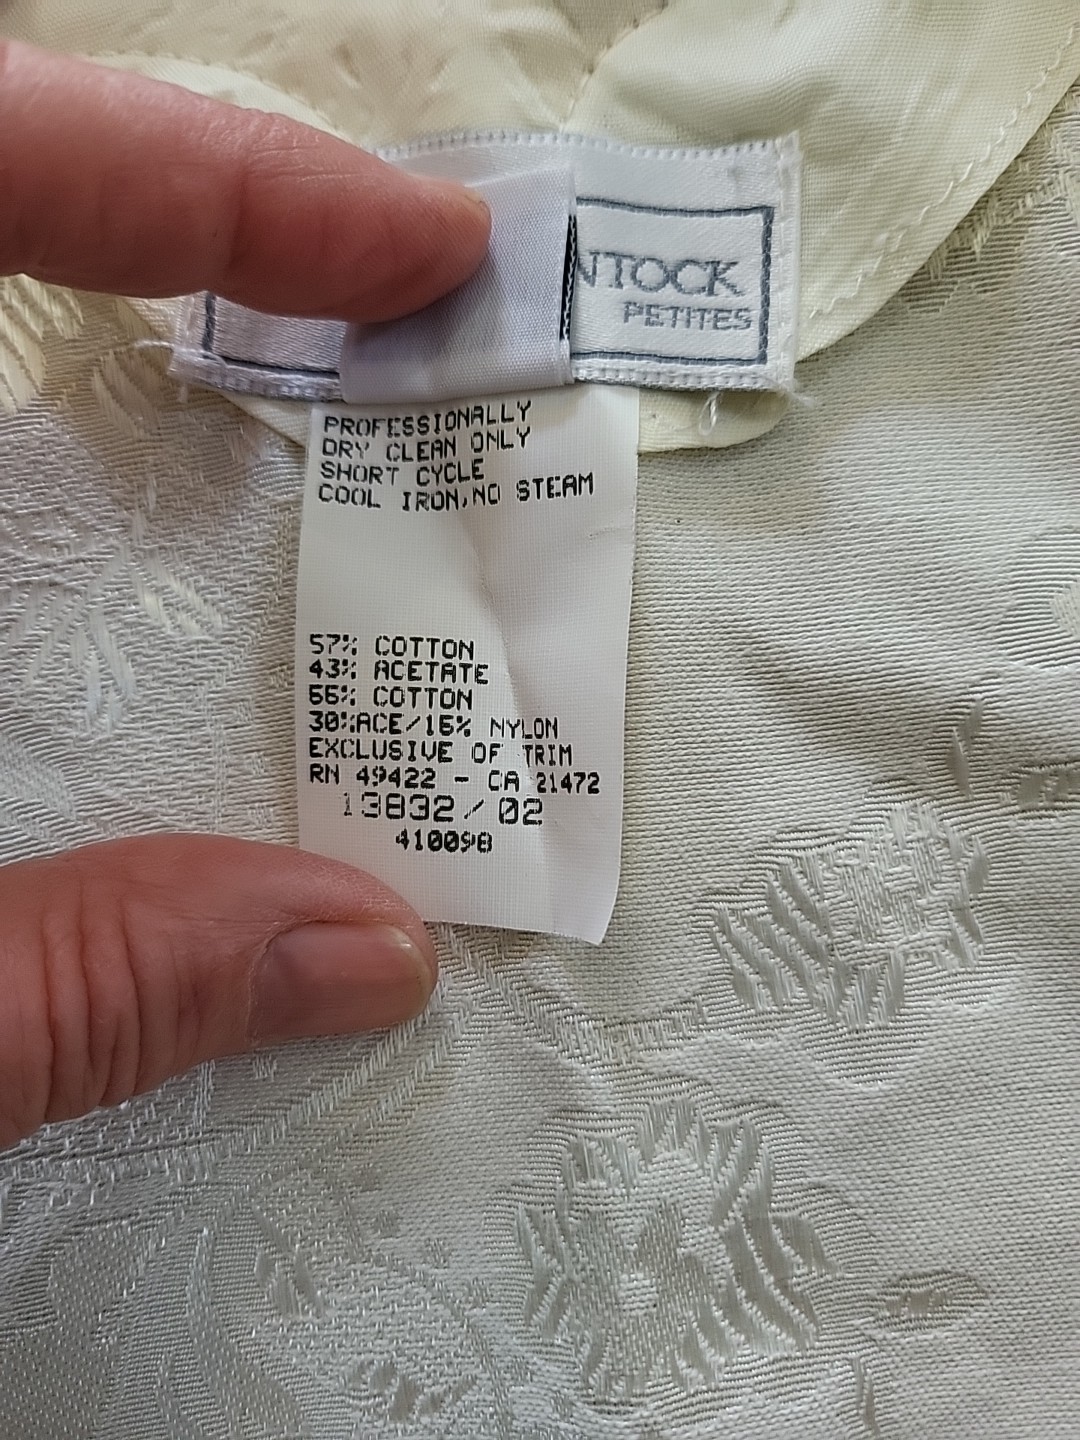 NTOCK
PETITES
PROFESSIONALLY
DRY CLEAN ONLY
SHORT CYCLE
COOL IRON,NO STEAM
57% COTTON
43% ACETATE
55% COTTON
30%ACE/15% NYLON
EXCLUSIVE OF TRIM
RN 49422 - CA 21472
13832/02
410098